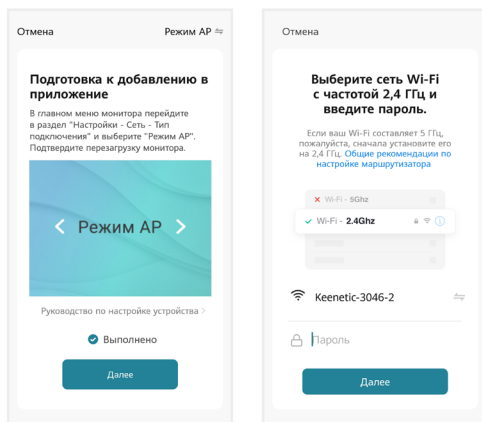 Отмена
Режим AP
Подготовка к добавлению в
приложение
В главном меню монитора перейдите
в раздел "Настройки - Сеть - Тип
подключения" и выберите "Режим AP".
Подтвердите перезагрузку монитора.
Режим AP
Руководство по настройке устройства
Выполнено
Далее
Отмена
Выберите сеть Wi-Fi
с частотой 2,4 ГГц и
введите пароль.
Если ваш Wi-Fi составляет 5 ГГц,
пожалуйста, сначала установите его
на 2,4 ГГц. Общие рекомендации по
настройке маршрутизатора
Wi-Fi - 5Ghz
Wi-Fi - 2.4Ghz
Keenetic-3046-2
Пароль
Далее